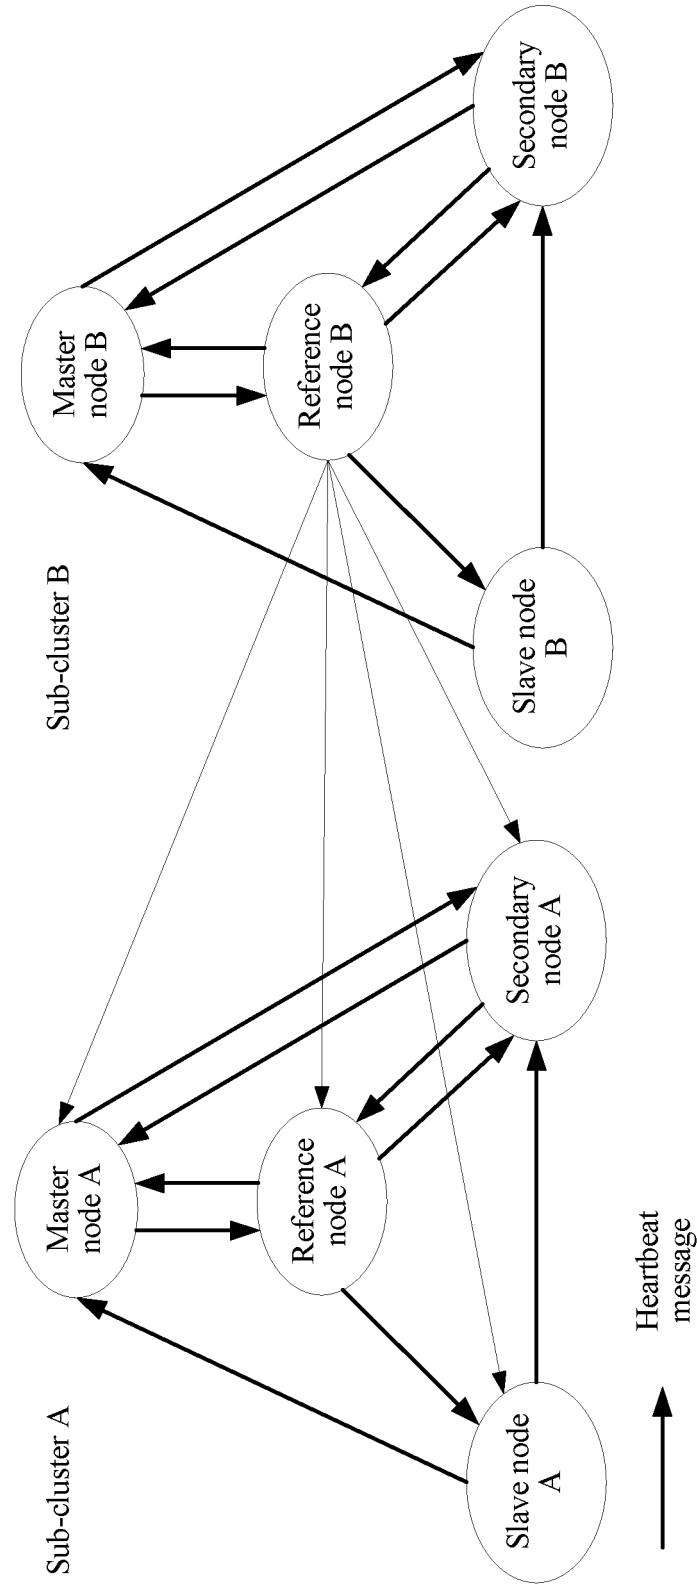 Sub-cluster A
Sub-cluster B
Master
node A
Master
node B
Reference
node A
Reference
node B
Slave node
A
Secondary
node A
Slave node
B
Secondary
node B
Heartbeat
message